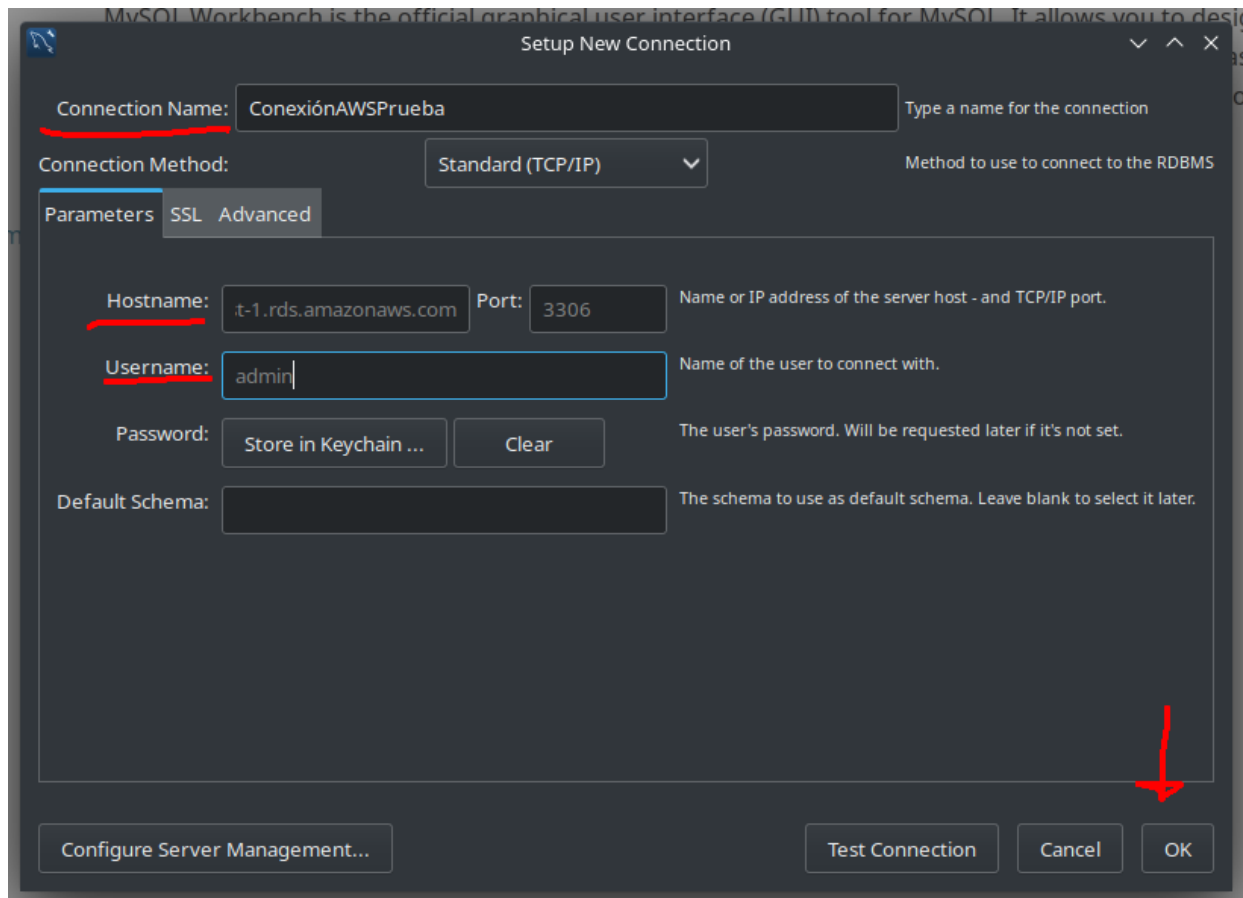 MySQL Workbench is the official graphical user interface (GUI) tool for MySQL. It allows you to
Setup New Connection
Connection Name: ConexiónAWSPrueba Type a name for the connection
Connection Method: Standard (TCP/IP) Method to use to connect to the RDBMS
Parameters SSL Advanced
Hostname: t-1.rds.amazonaws.com Port: 3306 Name or IP address of the server host - and TCP/IP port.
Username: admin Name of the user to connect with.
Password: Store in Keychain ... Clear The user's password. Will be requested later if it's not set.
Default Schema: The schema to use as default schema. Leave blank to select it later.
Configure Server Management... Test Connection Cancel OK